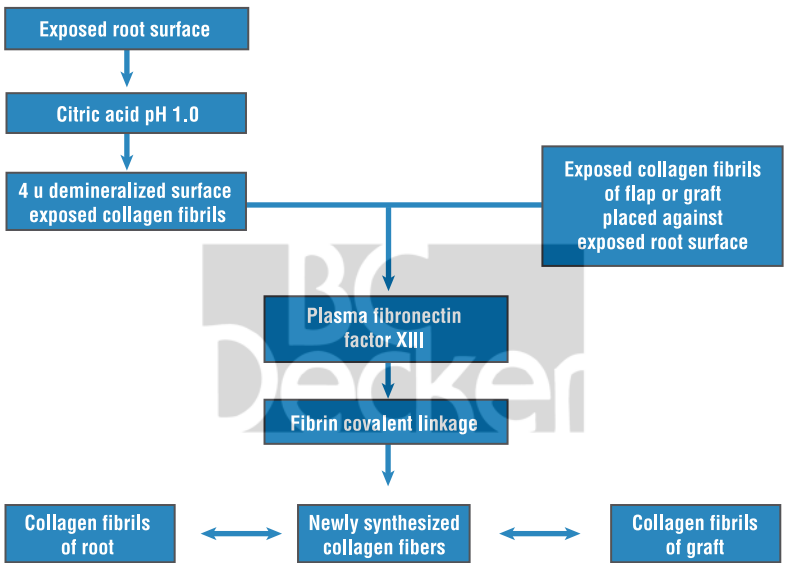 Exposed root surface
Citric acid pH 1.0
4 u demineralized surface
exposed collagen fibrils
Exposed collagen fibrils
of flap or graft
placed against
exposed root surface
BC
Decker
Plasma fibronectin
factor XIII
Fibrin covalent linkage
Collagen fibrils
of root
Newly synthesized
collagen fibers
Collagen fibrils
of graft